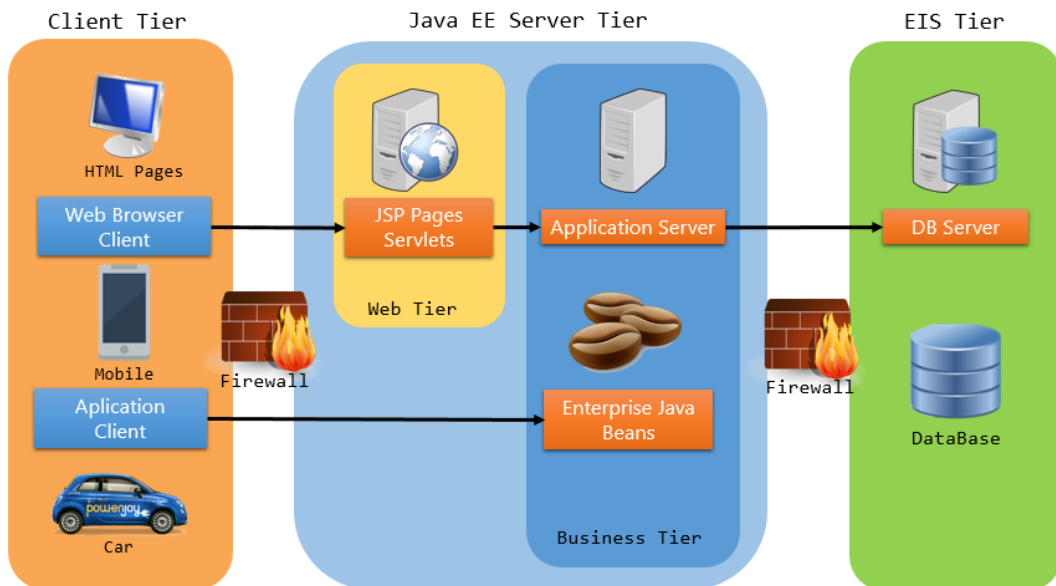 Client Tier
Java EE Server Tier
EIS Tier
HTML Pages
Web Browser
Client
JSP Pages
Servlets
Application Server
DB Server
Web Tier
Mobile
Firewall
Firewall
Aplication
Client
Enterprise Java
Beans
DataBase
powerjoy
Car
Business Tier